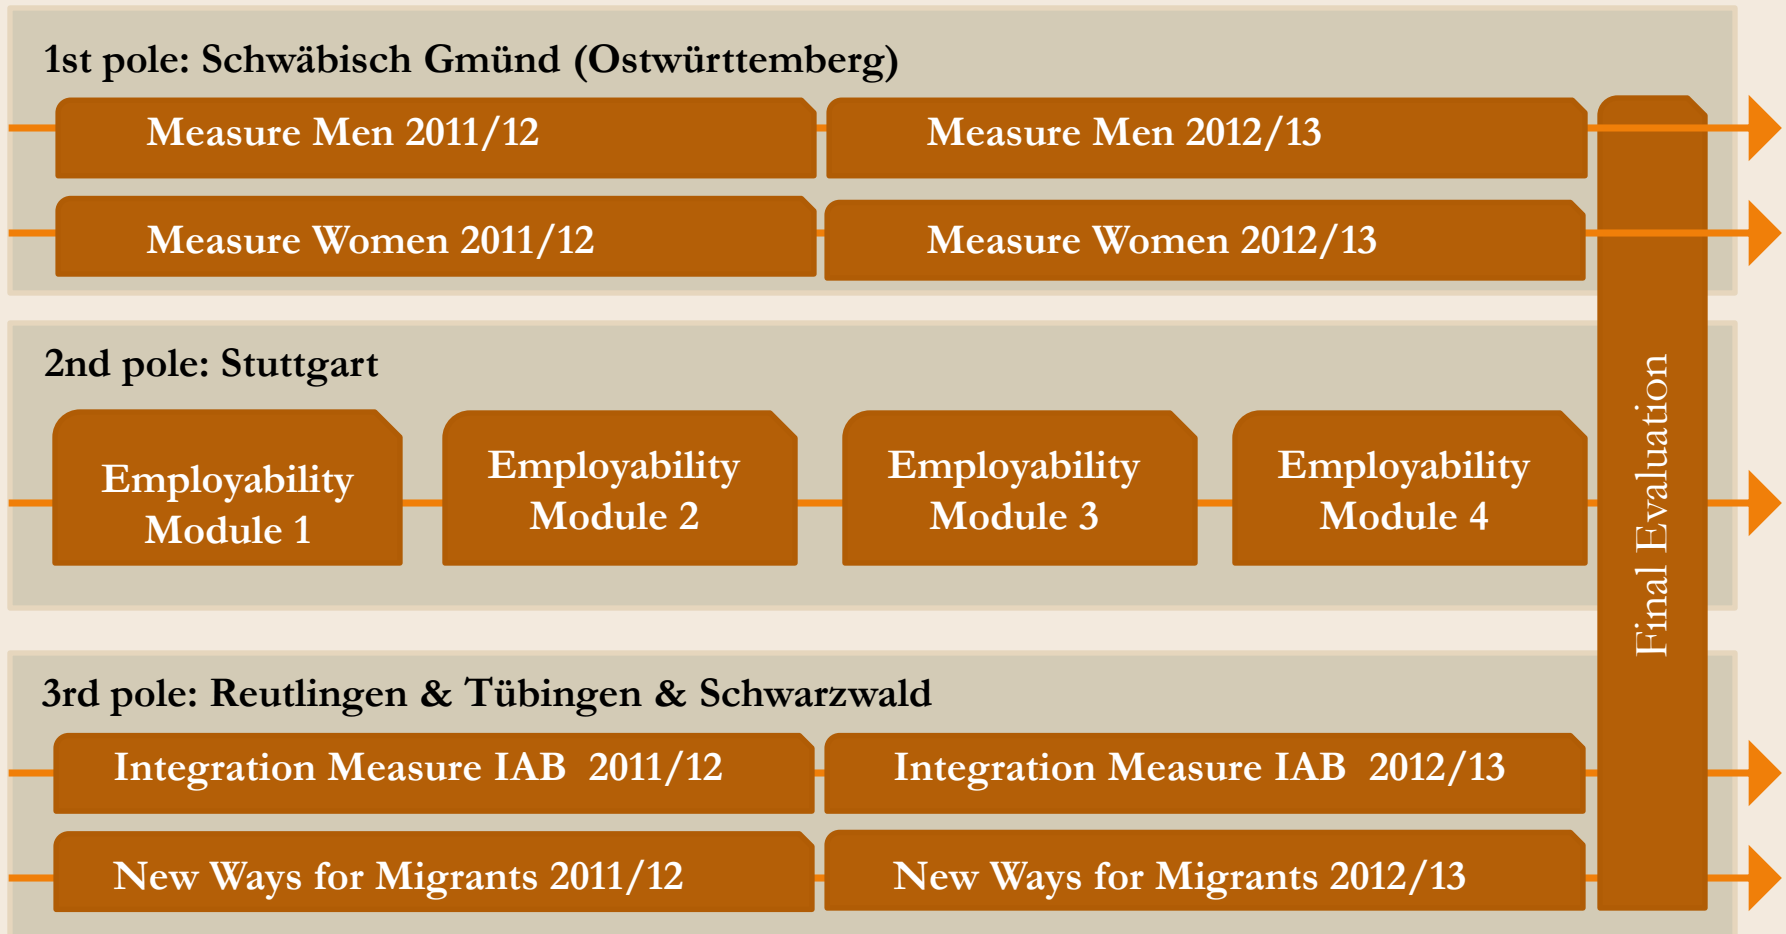 1st pole: Schwäbisch Gmünd (Ostwürttemberg)
Measure Men 2011/12
Measure Men 2012/13
Measure Women 2011/12
Measure Women 2012/13
2nd pole: Stuttgart
Employability
Module 1
Employability
Module 2
Employability
Module 3
Employability
Module 4
3rd pole: Reutlingen & Tübingen & Schwarzwald
Integration Measure IAB  2011/12
Integration Measure IAB  2012/13
New Ways for Migrants 2011/12
New Ways for Migrants 2012/13
Final Evaluation